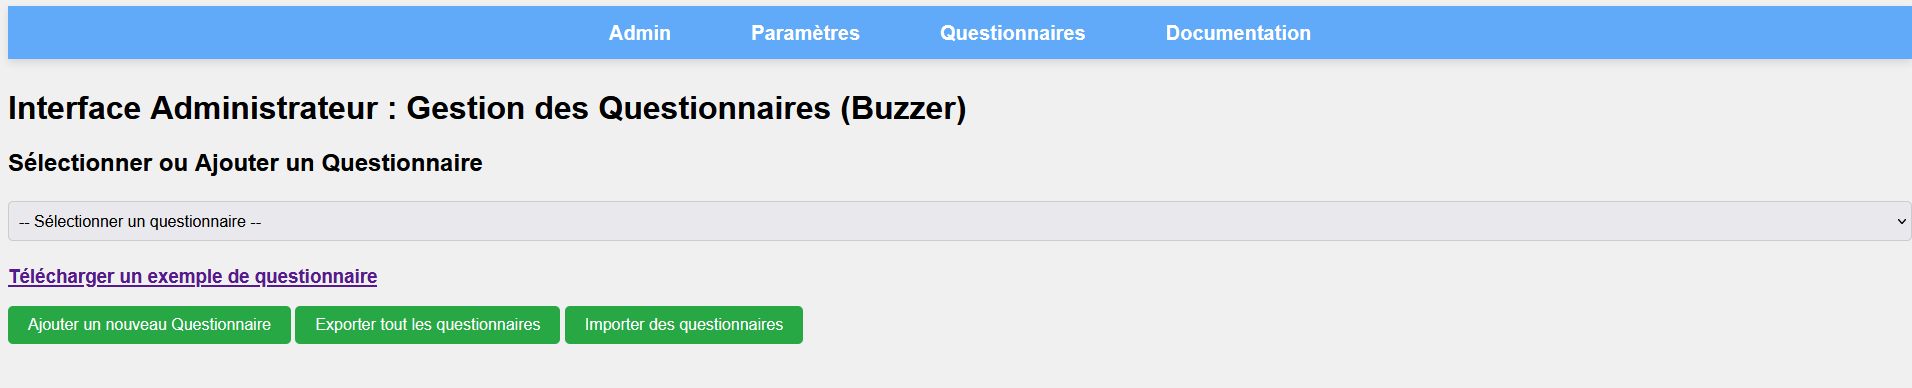 Admin Paramètres Questionnaires Documentation
Interface Administrateur : Gestion des Questionnaires (Buzzer)
Sélectionner ou Ajouter un Questionnaire
-- Sélectionner un questionnaire --
Télécharger un exemple de questionnaire
Ajouter un nouveau Questionnaire Exporter tout les questionnaires Importer des questionnaires